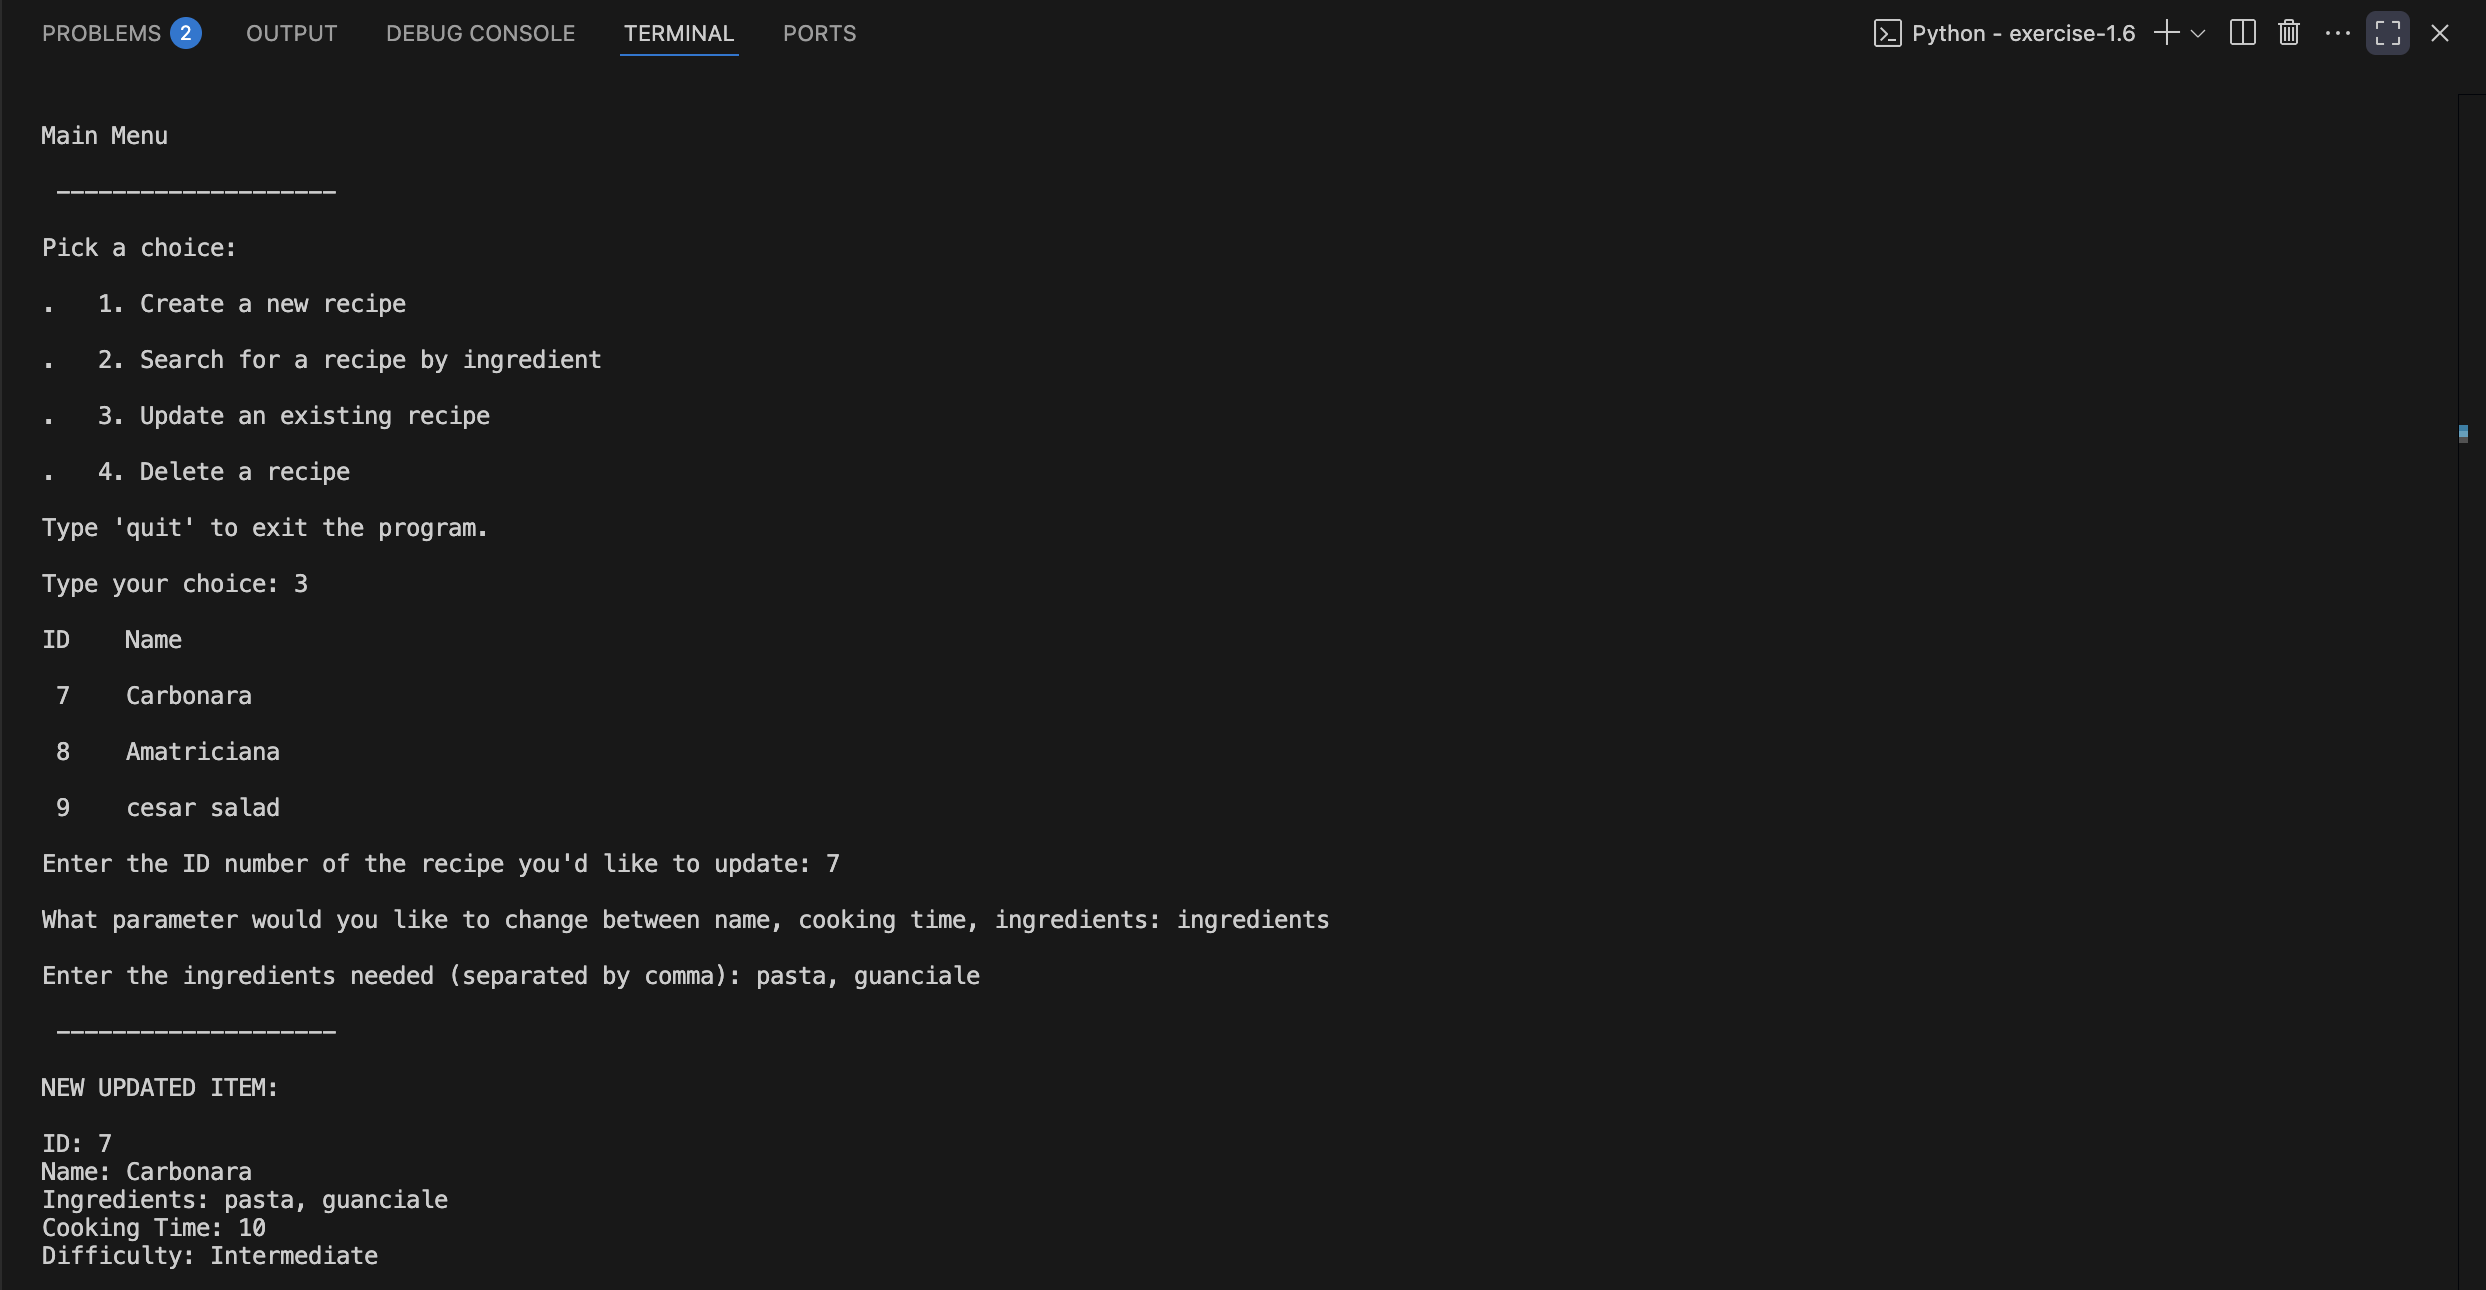 PROBLEMS 2 OUTPUT DEBUG CONSOLE TERMINAL PORTS Python - exercise-1.6
Main Menu
--------------------
Pick a choice:
.   1. Create a new recipe
.   2. Search for a recipe by ingredient
.   3. Update an existing recipe
.   4. Delete a recipe
Type 'quit' to exit the program.
Type your choice: 3
ID    Name
7    Carbonara
8    Amatriciana
9    cesar salad
Enter the ID number of the recipe you'd like to update: 7
What parameter would you like to change between name, cooking time, ingredients: ingredients
Enter the ingredients needed (separated by comma): pasta, guanciale
--------------------
NEW UPDATED ITEM:
ID: 7
Name: Carbonara
Ingredients: pasta, guanciale
Cooking Time: 10
Difficulty: Intermediate